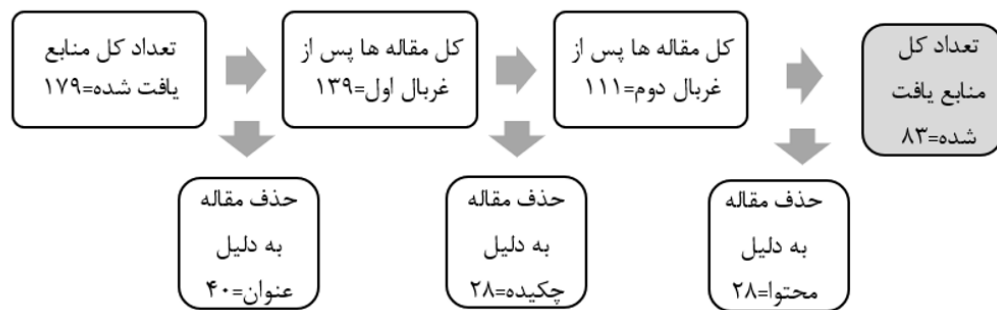 تعداد کل منابع
یافت شده=۱۷۹
کل مقاله ها پس از
غربال اول=۱۳۹
کل مقاله ها پس از
غربال دوم=۱۱۱
تعداد کل
منابع یافت
شده=۸۳
حذف مقاله
به دلیل
عنوان=۴۰
حذف مقاله
به دلیل
چکیده=۲۸
حذف مقاله
به دلیل
محتوا=۲۸